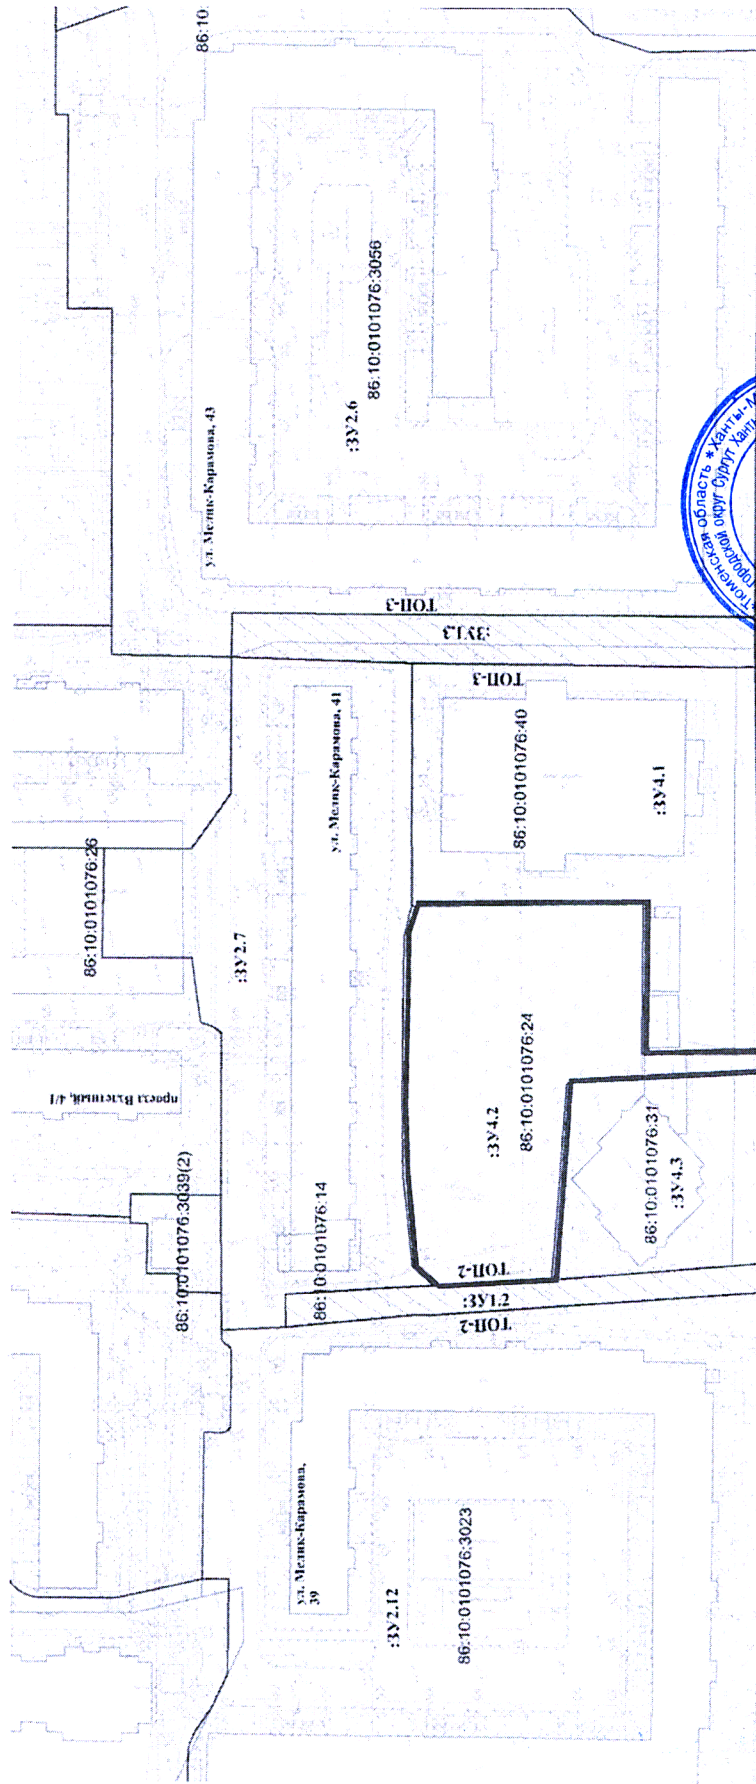 86:10:
ул. Мелик-Карамова, 43
:ЗУ2.6
86:10:0101076:3056
ТОП-3
:ЗУ1.3
ТОП-3
ул. Мелик-Карамова, 41
86:10:0101076:40
:ЗУ4.1
86:10:0101076:26
:ЗУ2.7
проезд Взлетный, 4/1
:ЗУ4.2
86:10:0101076:24
86:10:0101076:31
:ЗУ4.3
86:10:0101076:3039(2)
86:10:0101076:14
ТОП-2
:ЗУ1.2
ТОП-2
ул. Мелик-Карамова,
39
:ЗУ2.12
86:10:0101076:3023
Тюменская область * Ханты-М
городской округ Сургут Ханты